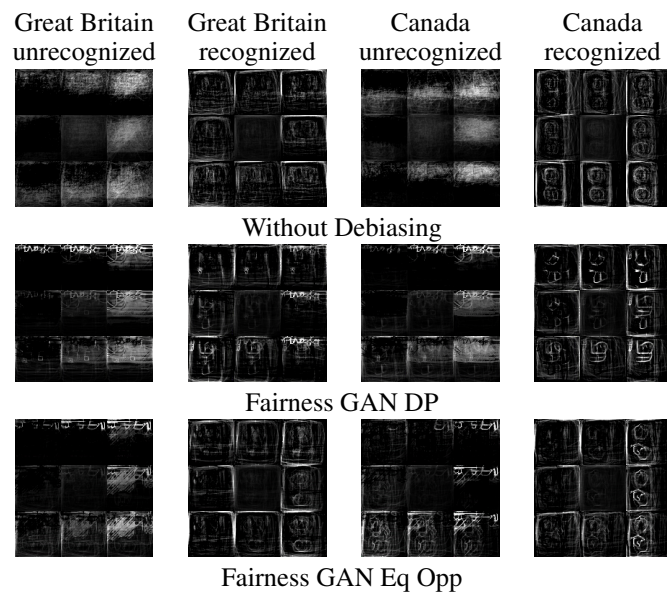 Great Britain Great Britain Canada Canada
unrecognized recognized unrecognized recognized
Without Debiasing
Fairness GAN DP
Fairness GAN Eq Opp